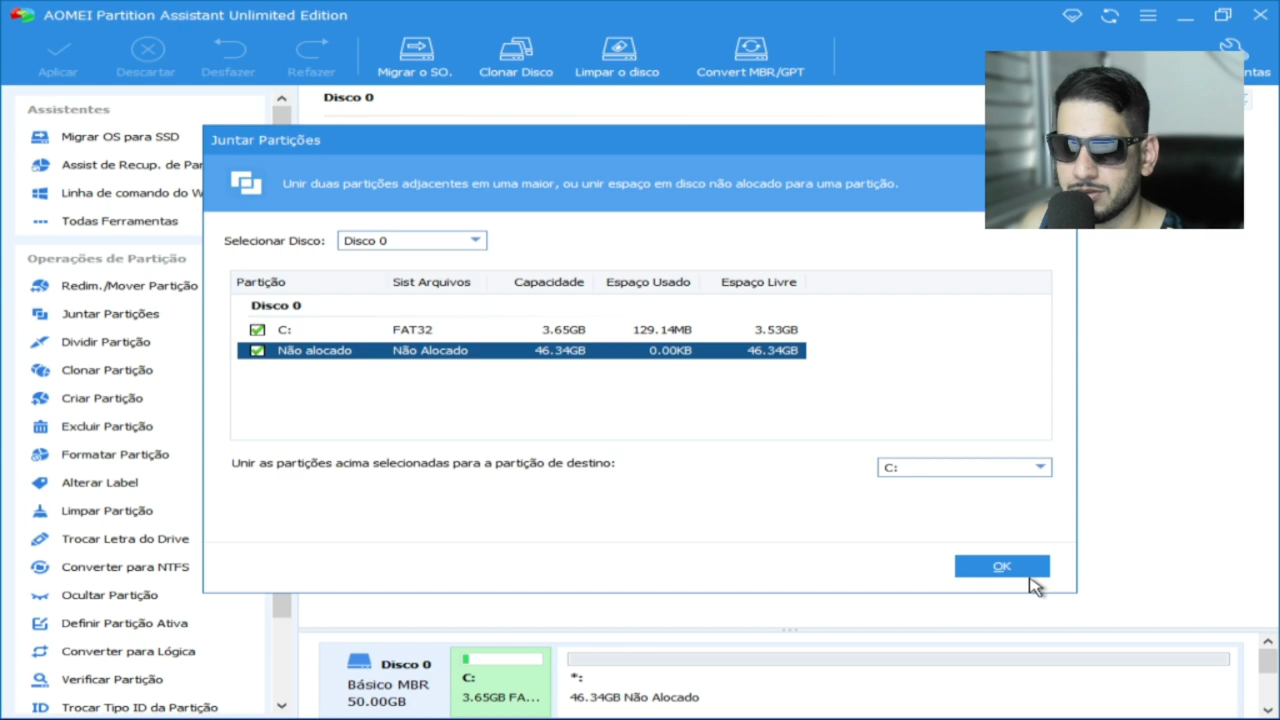 AOMEI Partition Assistant Unlimited Edition
Aplicar
Descartar
Desfazer
Refazer
Migrar o SO.
Clonar Disco
Limpar o disco
Convert MBR/GPT
Assistentes
Migrar OS para SSD
Assist de Recup. de Par
Linha de comando do W
Todas Ferramentas
Operações de Partição
Redim./Mover Partição
Juntar Partições
Dividir Partição
Clonar Partição
Criar Partição
Excluir Partição
Formatar Partição
Alterar Label
Limpar Partição
Trocar Letra do Drive
Converter para NTFS
Ocultar Partição
Definir Partição Ativa
Converter para Lógica
Verificar Partição
ID Trocar Tipo ID da Partição
Disco 0
Juntar Partições
Unir duas partições adjacentes em uma maior, ou unir espaço em disco não alocado para uma partição.
Selecionar Disco: Disco 0
Partição Sist Arquivos Capacidade Espaço Usado Espaço Livre
Disco 0
C: FAT32 3.65GB 129.14MB 3.53GB
Não alocado Não Alocado 46.34GB 0.00KB 46.34GB
Unir as partições acima selecionadas para a partição de destino:
C:
OK
Disco 0
Básico MBR
50.00GB
C:
3.65GB FA...
*:
46.34GB Não Alocado